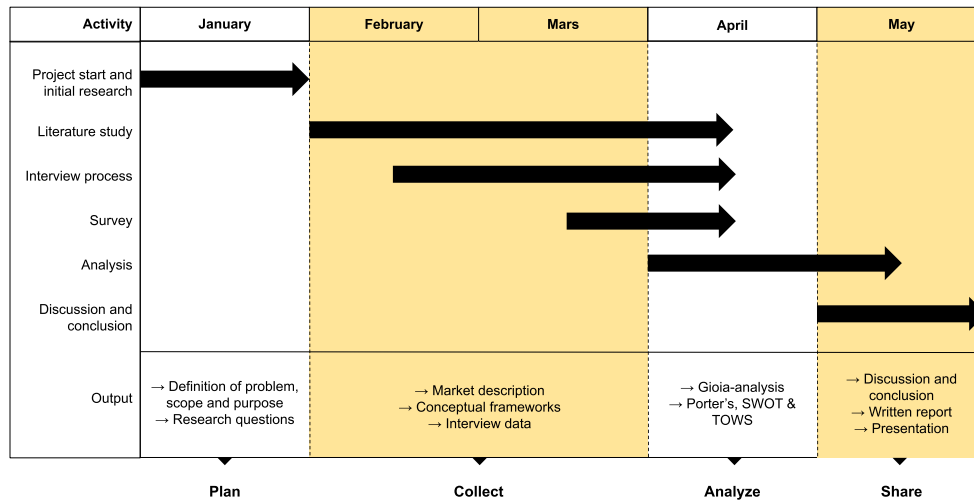 Activity
January
February
Mars
April
May
Project start and
initial research
Literature study
Interview process
Survey
Analysis
Discussion and
conclusion
Output
→ Definition of problem,
scope and purpose
→ Research questions
→ Market description
→ Conceptual frameworks
→ Interview data
→ Gioia-analysis
→ Porter's, SWOT &
TOWS
→ Discussion and
conclusion
→ Written report
→ Presentation
Plan
Collect
Analyze
Share